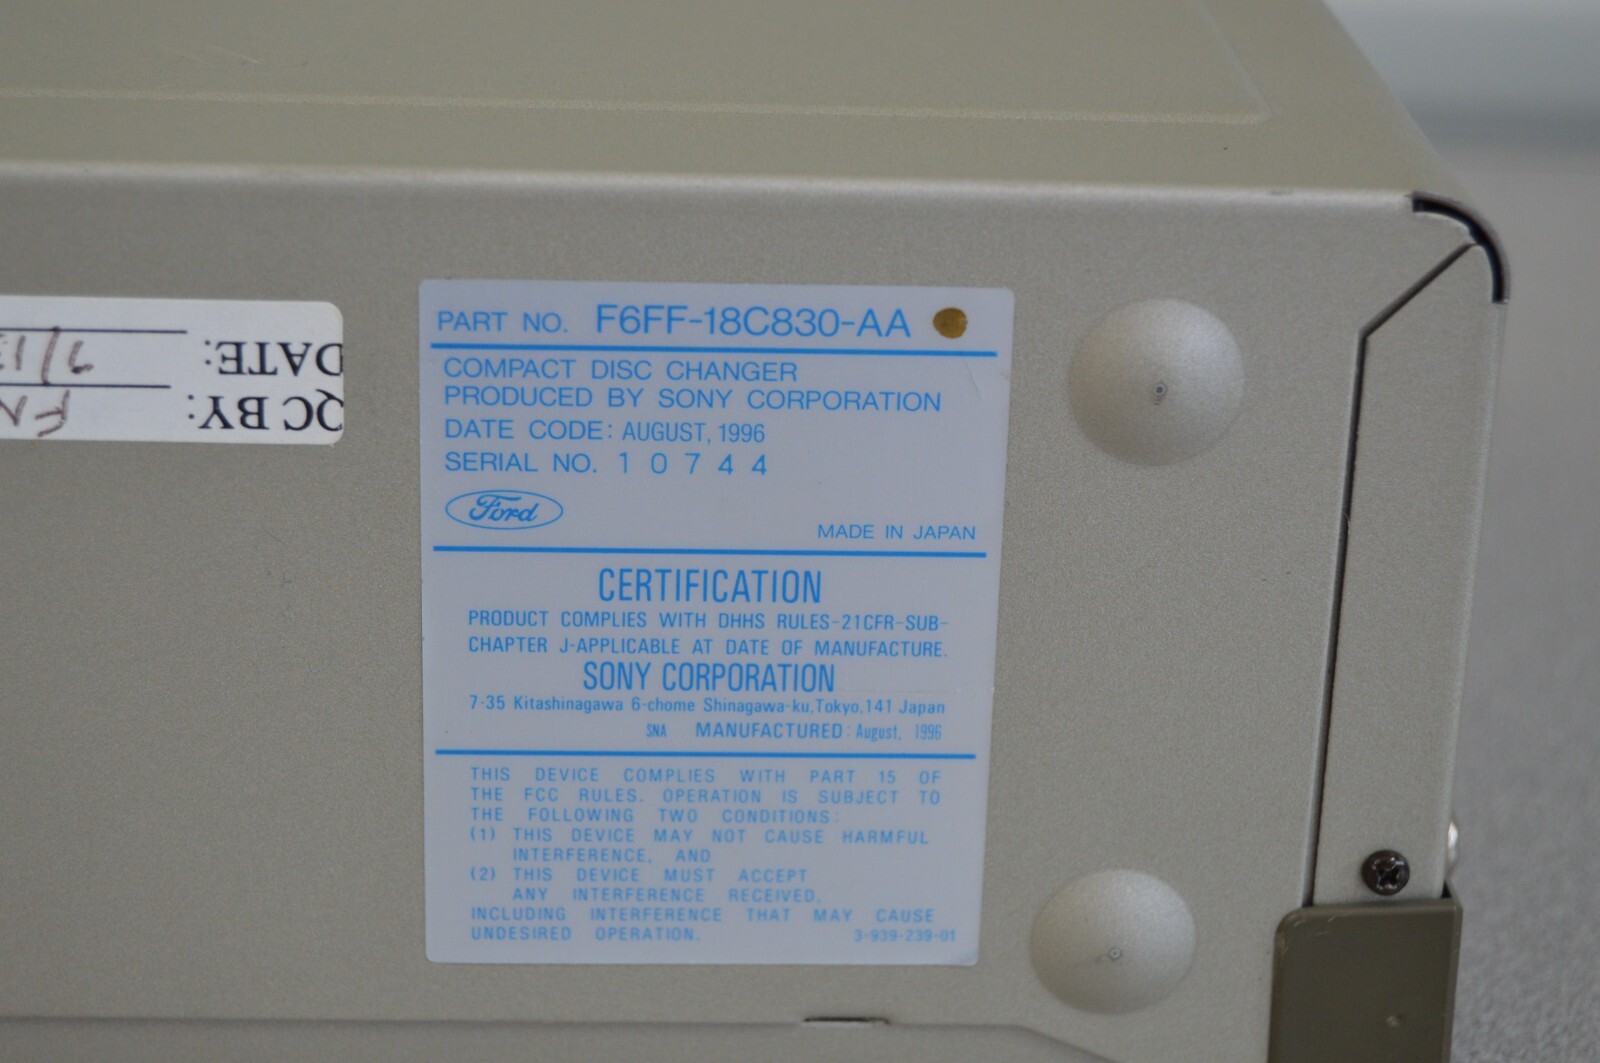 PART NO. F6FF-18C830-AA
COMPACT DISC CHANGER
PRODUCED BY SONY CORPORATION
DATE CODE: AUGUST, 1996
SERIAL NO. 10744
Ford
MADE IN JAPAN
CERTIFICATION
PRODUCT COMPLIES WITH DHHS RULES-21CFR-SUB-
CHAPTER J-APPLICABLE AT DATE OF MANUFACTURE.
SONY CORPORATION
7-35 Kitashinagawa 6-chome Shinagawa-ku,Tokyo,141 Japan
SNA MANUFACTURED: August, 1996
THIS DEVICE COMPLIES WITH PART 15 OF
THE FCC RULES. OPERATION IS SUBJECT TO
THE FOLLOWING TWO CONDITIONS:
(1) THIS DEVICE MAY NOT CAUSE HARMFUL
INTERFERENCE, AND
(2) THIS DEVICE MUST ACCEPT
ANY INTERFERENCE RECEIVED,
INCLUDING INTERFERENCE THAT MAY CAUSE
UNDESIRED OPERATION. 3-939-239-01
QC BY:
DATE: